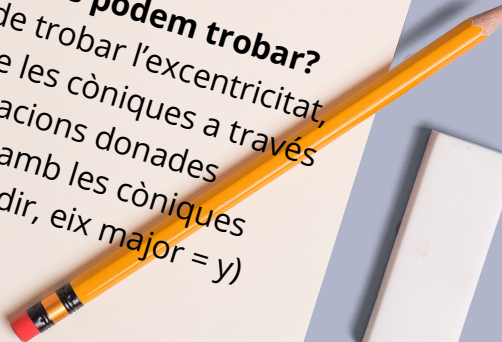 podem trobar?
de trobar l'excentricitat,
e les còniques a través
acions donades
amb les còniques
dir, eix major = y)